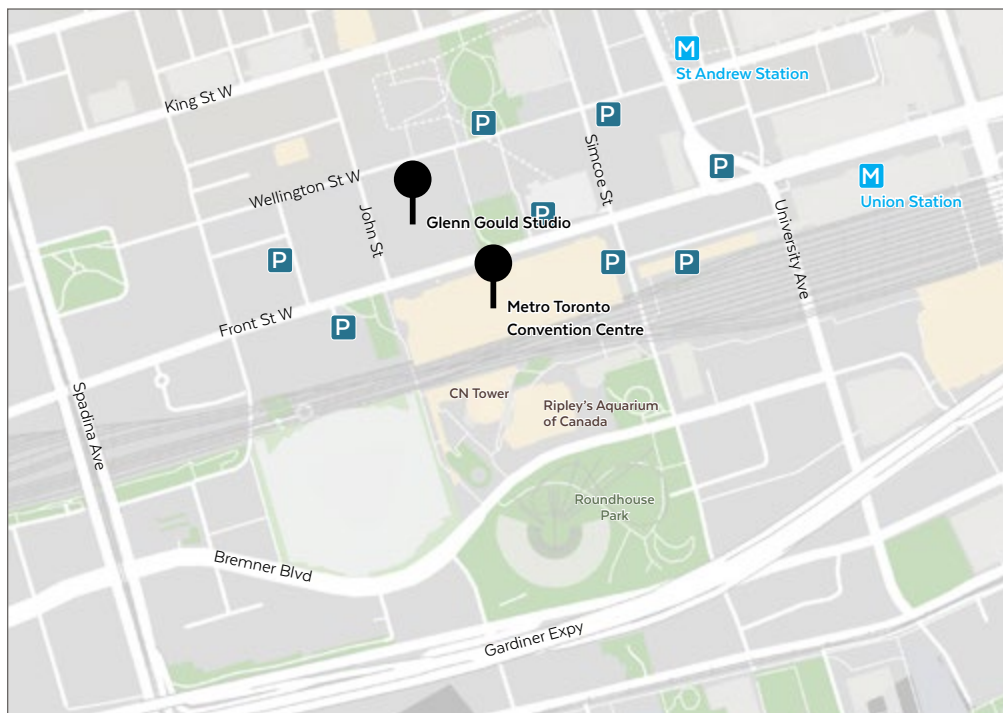 M
St Andrew Station
King St W
P
P
Simcoe St
P
M
Union Station
Wellington St W
John St
P
Glenn Gould Studio
University Ave
P
P
P
Metro Toronto
Convention Centre
Front St W
P
Spadina Ave
CN Tower
Ripley's Aquarium
of Canada
Roundhouse
Park
Bremner Blvd
Gardiner Expy